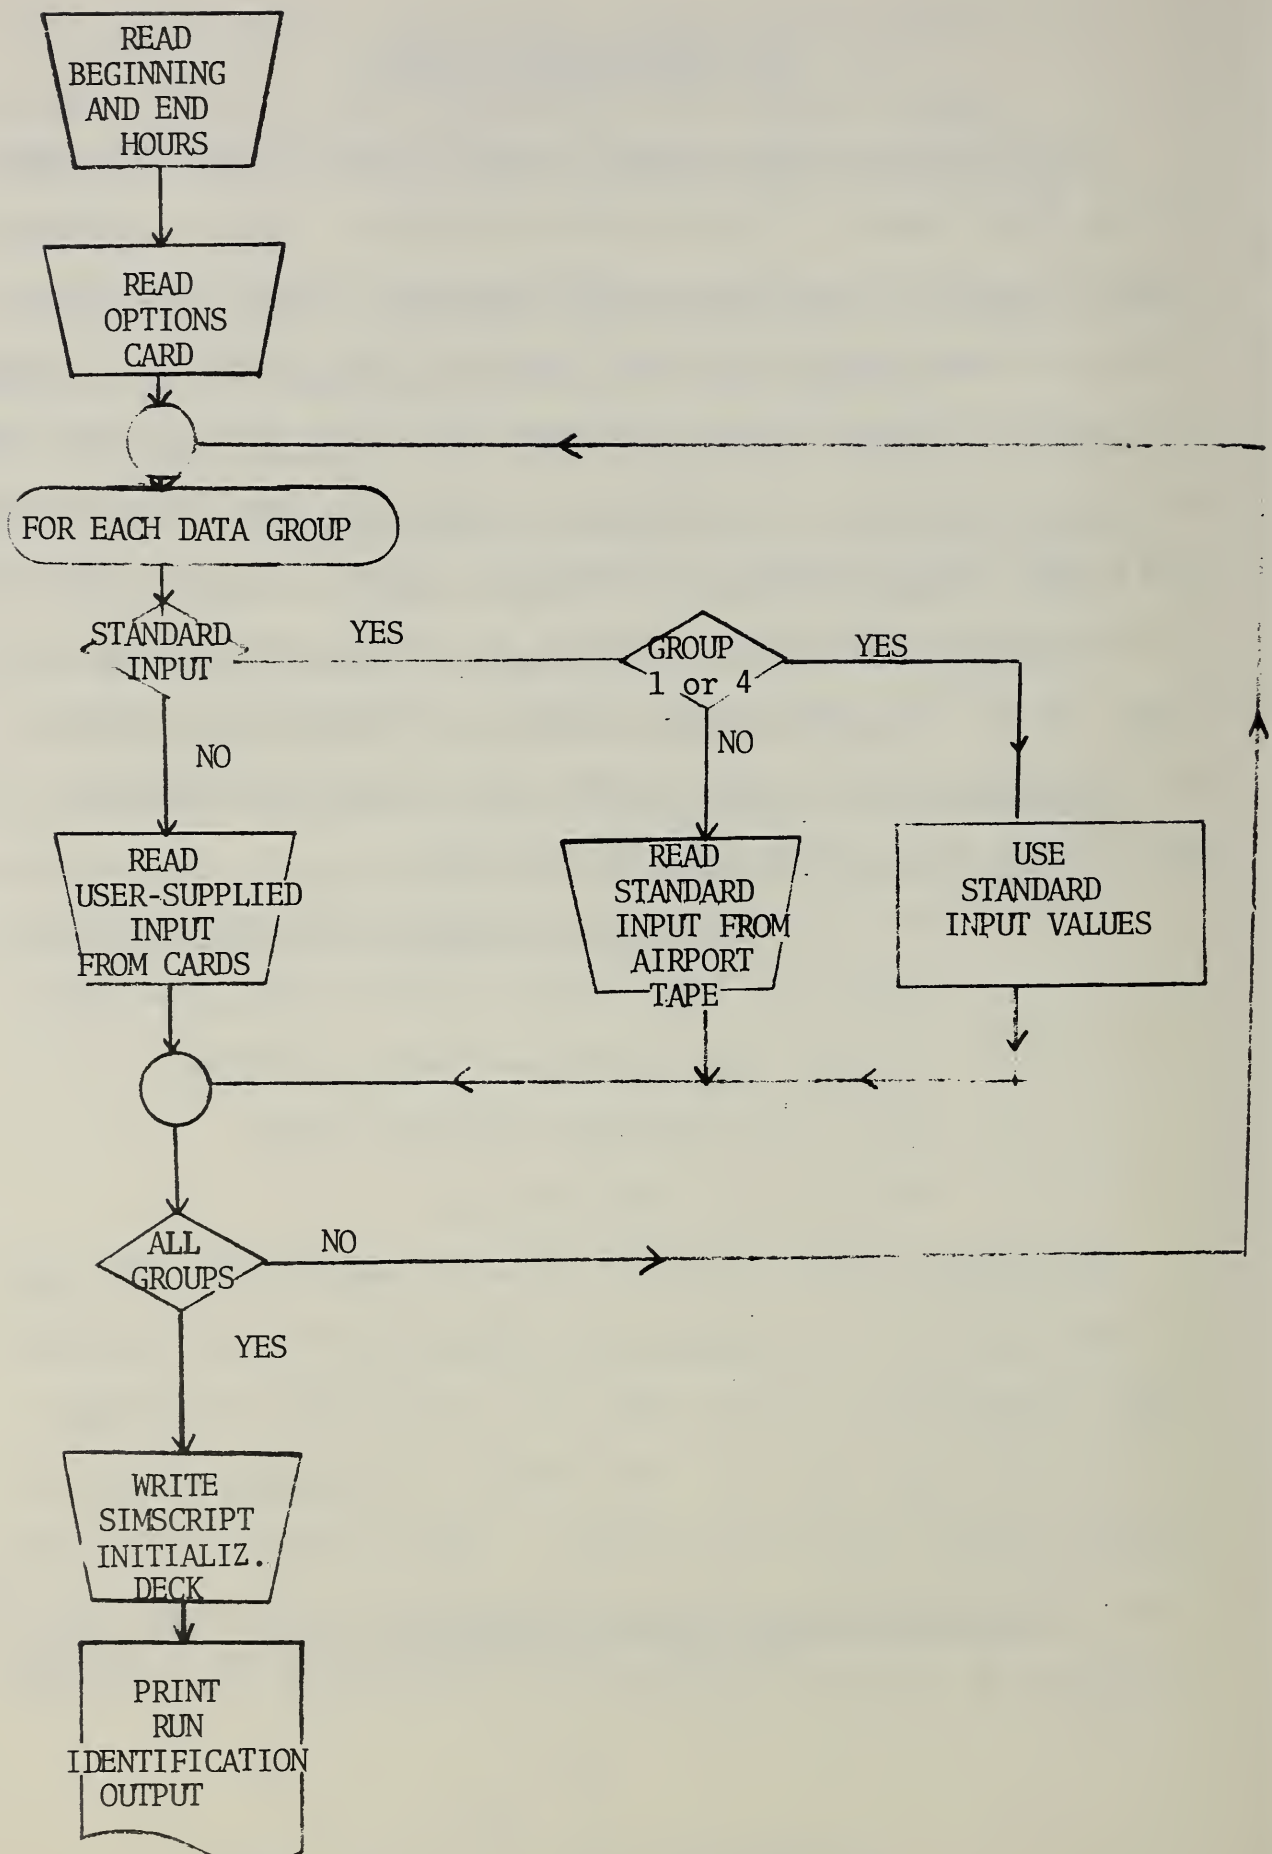 READ
BEGINNING
AND END
HOURS
READ
OPTIONS
CARD
FOR EACH DATA GROUP
STANDARD
INPUT
YES
GROUP
1 or 4
YES
NO
NO
READ
USER-SUPPLIED
INPUT
FROM CARDS
READ
STANDARD
INPUT FROM
AIRPORT
TAPE
USE
STANDARD
INPUT VALUES
ALL
GROUPS
NO
YES
WRITE
SIMSCRIPT
INITIALIZ.
DECK
PRINT
RUN
IDENTIFICATION
OUTPUT